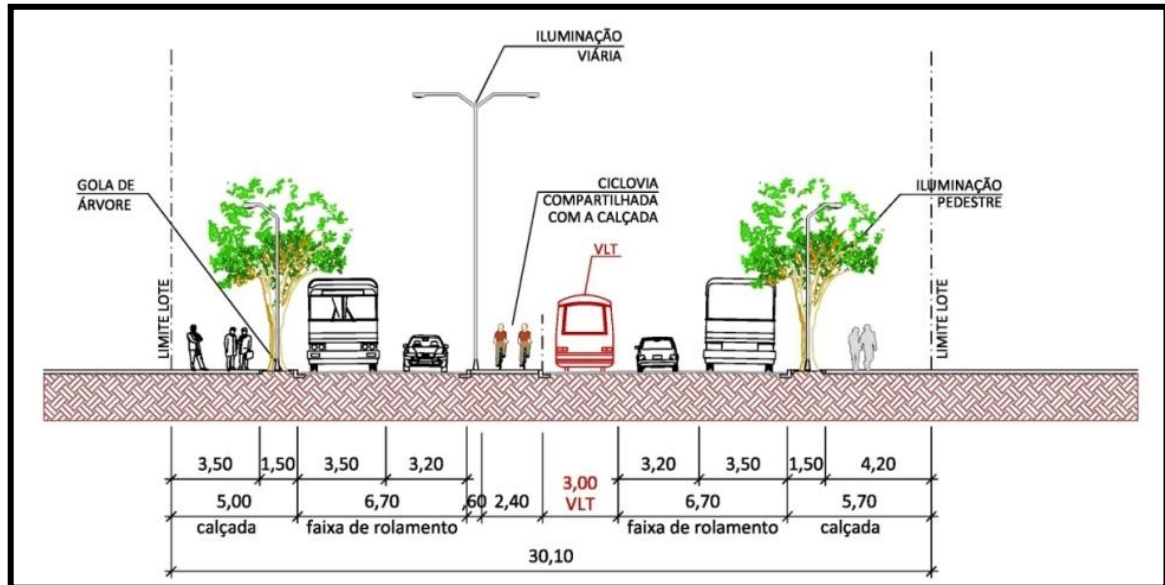 ILUMINAÇÃO
VIÁRIA
GOLA DE
ÁRVORE
CICLOVIA
COMPARTILHADA
COM A CALÇADA
ILUMINAÇÃO
PEDESTRE
VLT
LIMITE LOTE
LIMITE LOTE
3,50 1,50 3,50 3,20 3,20 3,50 1,50 4,20
5,00 6,70 ,60 2,40 3,00 6,70 5,70
VLT
calçada faixa de rolamento faixa de rolamento calçada
30,10